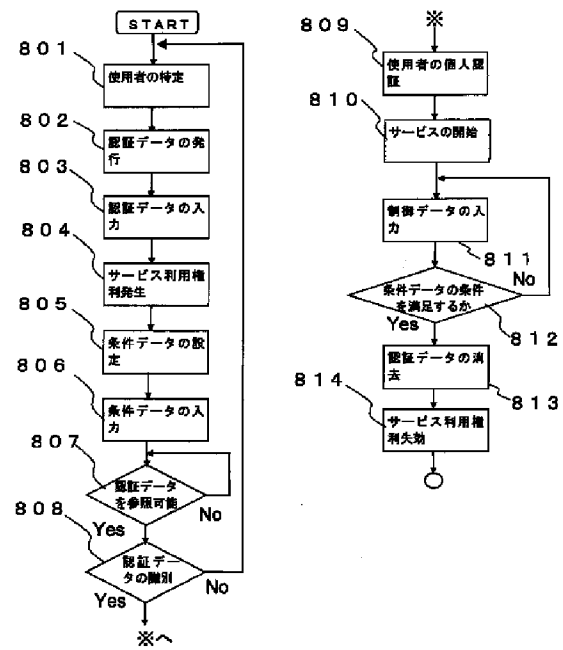 START
801
使用者の特定
802
認証データの発
行
803
認証データの入
力
804
サービス利用権
利発生
805
条件データの設
定
806
条件データの入
力
807
認証データ
を参照可能
No
Yes
808
認証デー
タの識別
No
Yes
※へ
※
809
使用者の個人認
証
810
サービスの開始
制御データの入
力
811
No
条件データの条件
を満足するか
Yes
812
認証データの消
去
813
814
サービス利用権
利失効